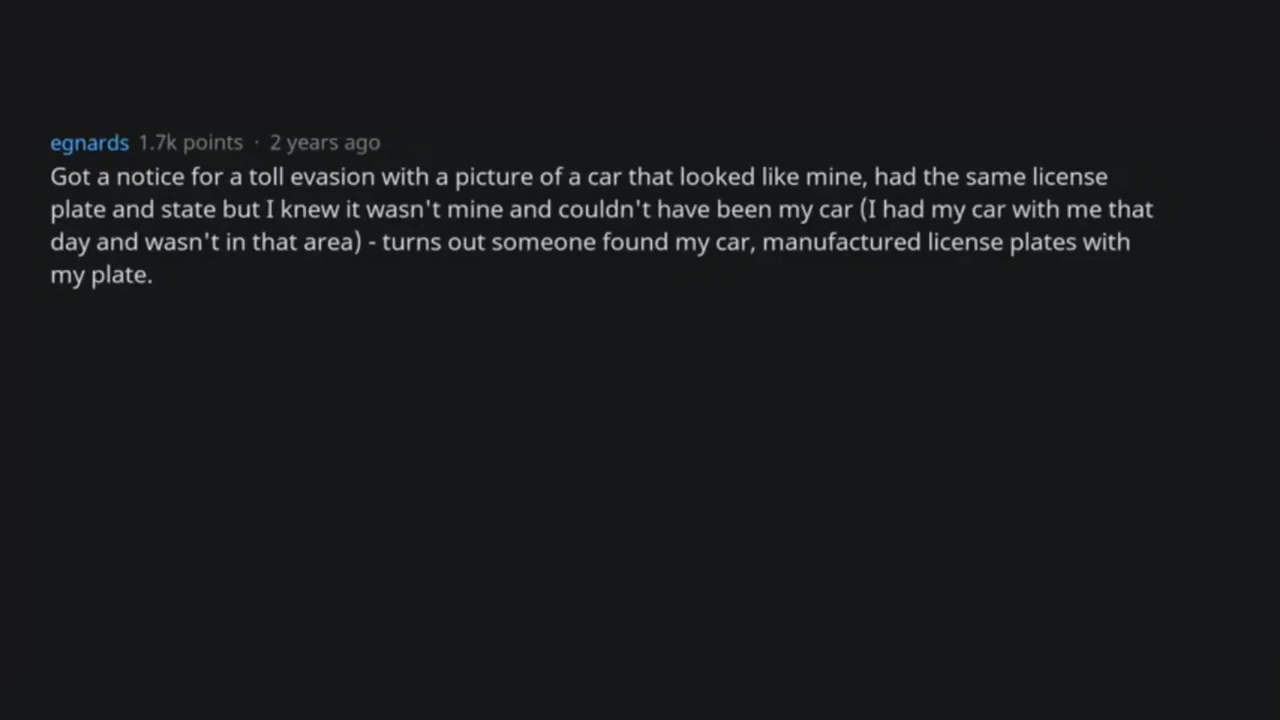 egnards 1.7k points · 2 years ago
Got a notice for a toll evasion with a picture of a car that looked like mine, had the same license
plate and state but I knew it wasn't mine and couldn't have been my car (I had my car with me that
day and wasn't in that area) - turns out someone found my car, manufactured license plates with
my plate.